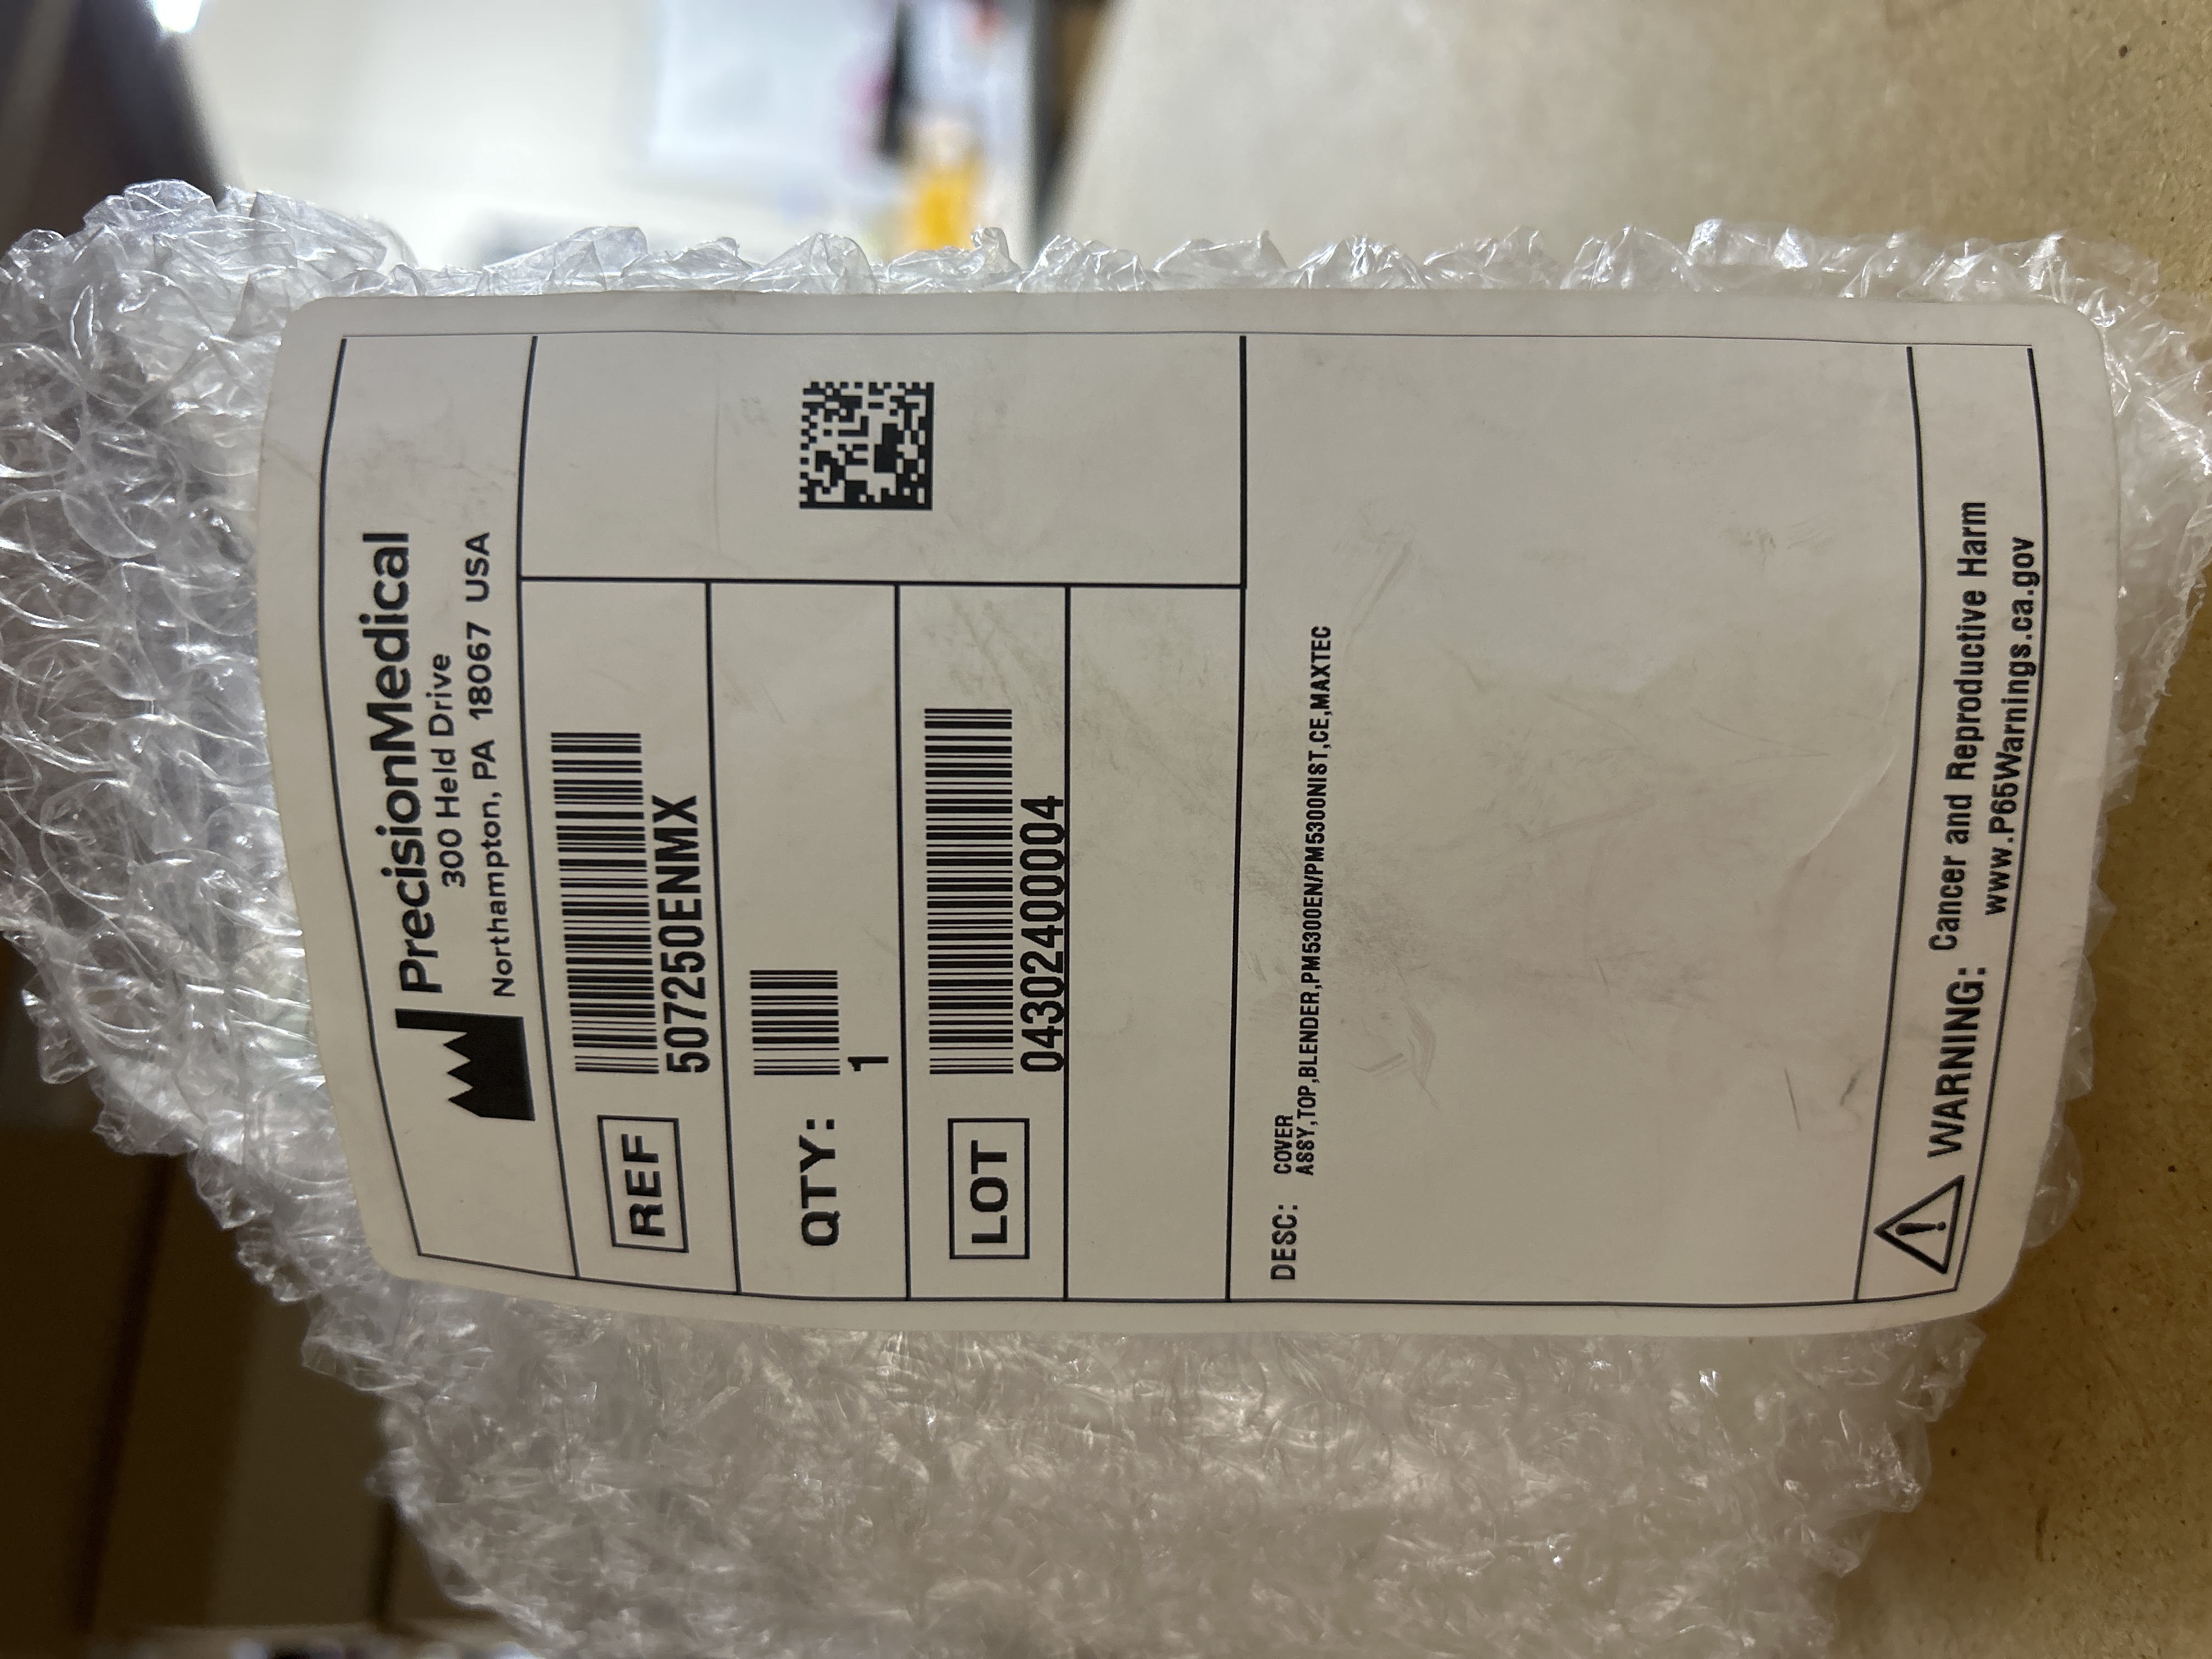 PrecisionMedical
300 Held Drive
Northampton, PA 18067 USA
REF
507250ENMX
QTY:
1
LOT
04302400004
DESC: COVER
ASSY,TOP,BLENDER,PM5300EN/PM5300NIST,CE,MAXTEC
WARNING: Cancer and Reproductive Harm
www.P65Warnings.ca.gov